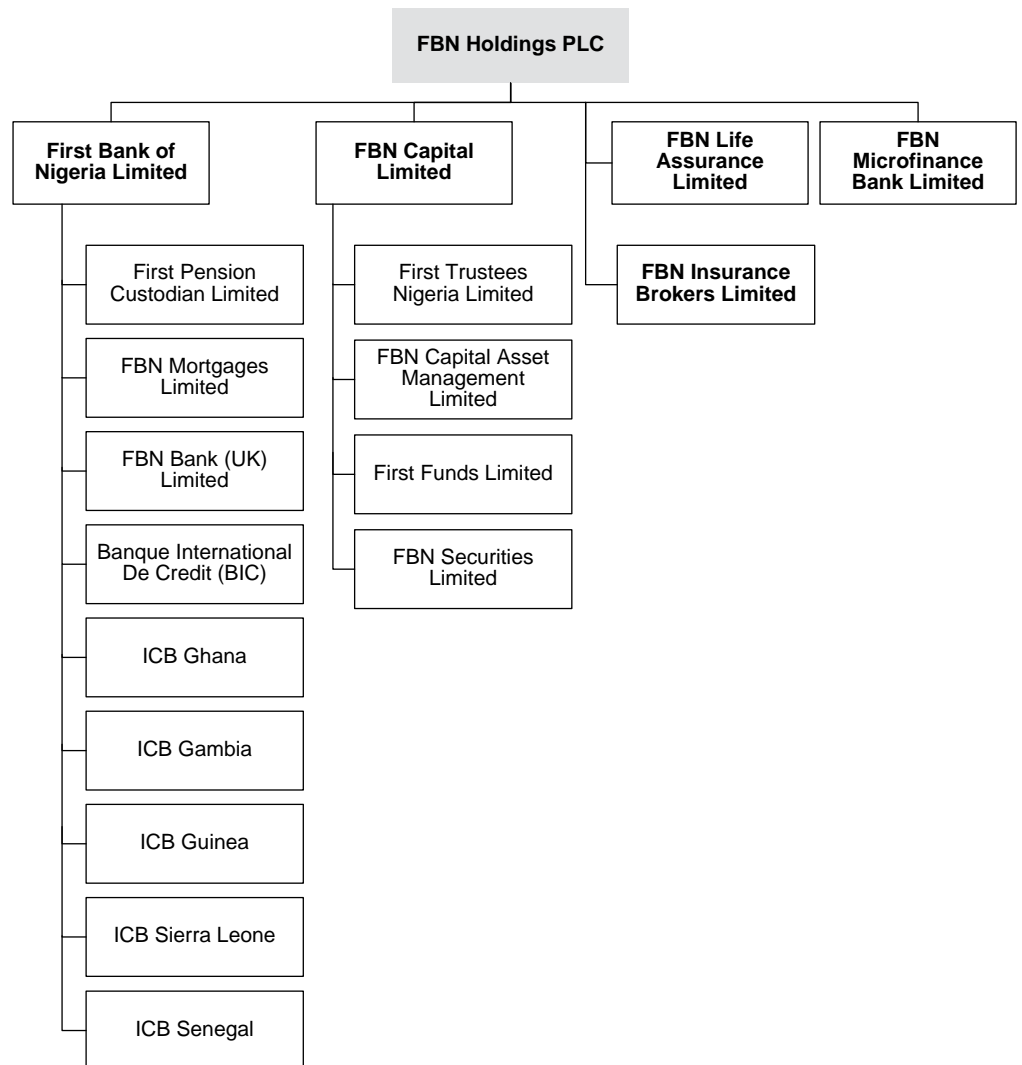 FBN Holdings PLC
First Bank of
Nigeria Limited
FBN Capital
Limited
FBN Life
Assurance
Limited
FBN
Microfinance
Bank Limited
First Pension
Custodian Limited
First Trustees
Nigeria Limited
FBN Insurance
Brokers Limited
FBN Mortgages
Limited
FBN Capital Asset
Management
Limited
FBN Bank (UK)
Limited
First Funds Limited
Banque International
De Credit (BIC)
FBN Securities
Limited
ICB Ghana
ICB Gambia
ICB Guinea
ICB Sierra Leone
ICB Senegal